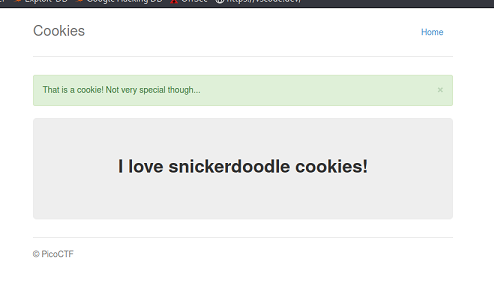 Exploit-DB Google Hacking DB OffSec https://vscode.dev/
Cookies
Home
That is a cookie! Not very special though...
×
I love snickerdoodle cookies!
© PicoCTF